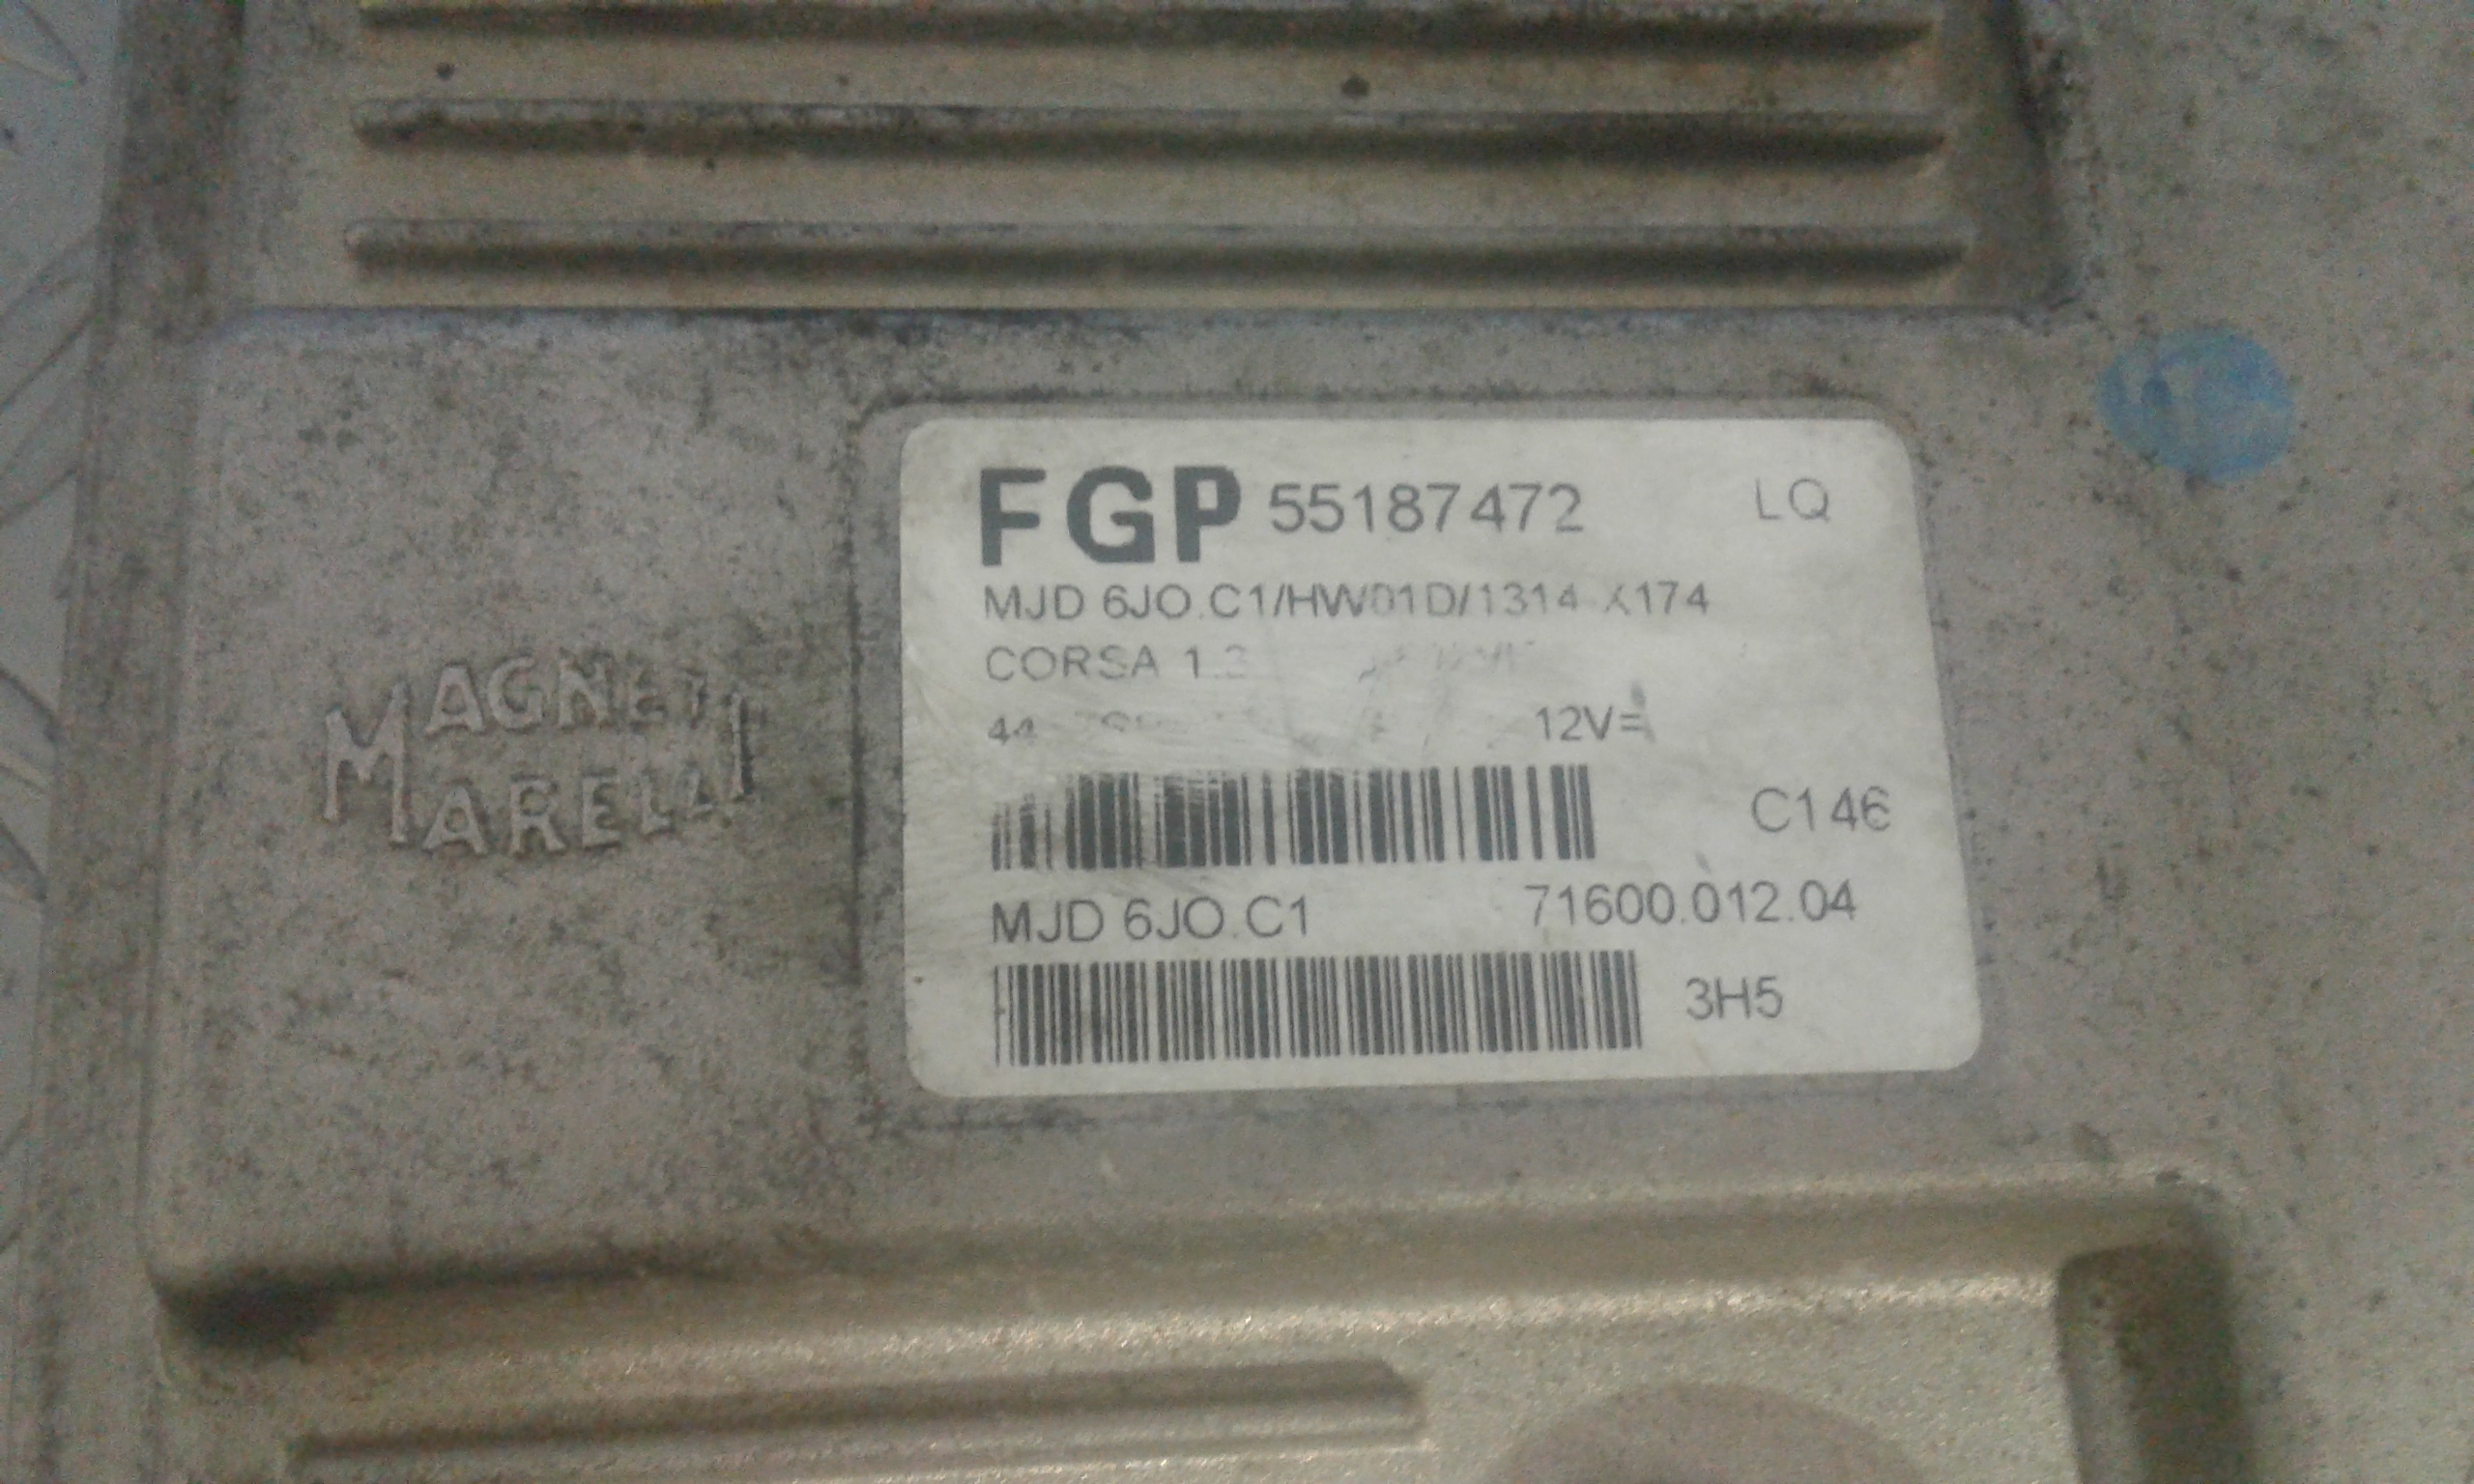 MAGNETI
MARELLI
FGP 55187472 LQ
MJD 6JO.C1/HW01D/1314-X174
CORSA 1.3
12V=
C146
MJD 6JO.C1 71600.012.04
3H5